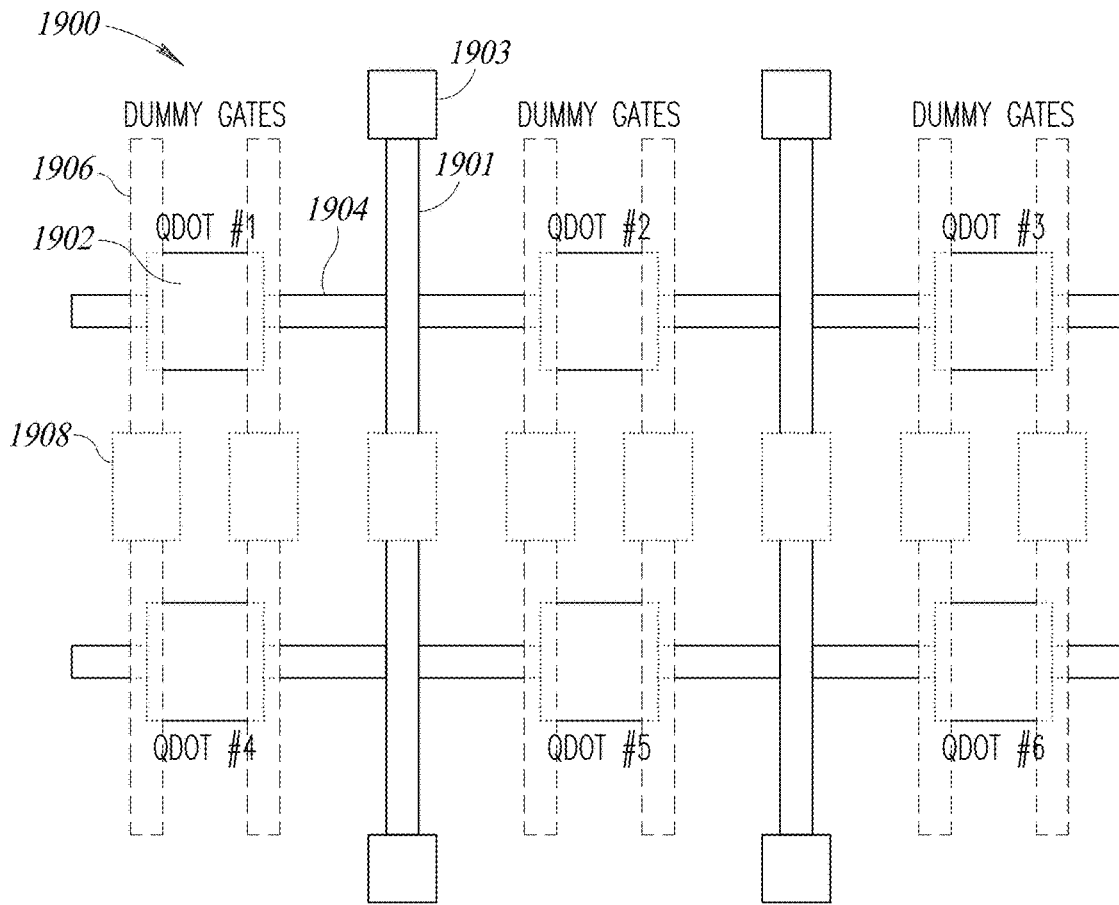 1900
1903
DUMMY GATES DUMMY GATES DUMMY GATES
1906
1901
1904
QDOT #1 QDOT #2 QDOT #3
1902
1908
QDOT #4 QDOT #5 QDOT #6